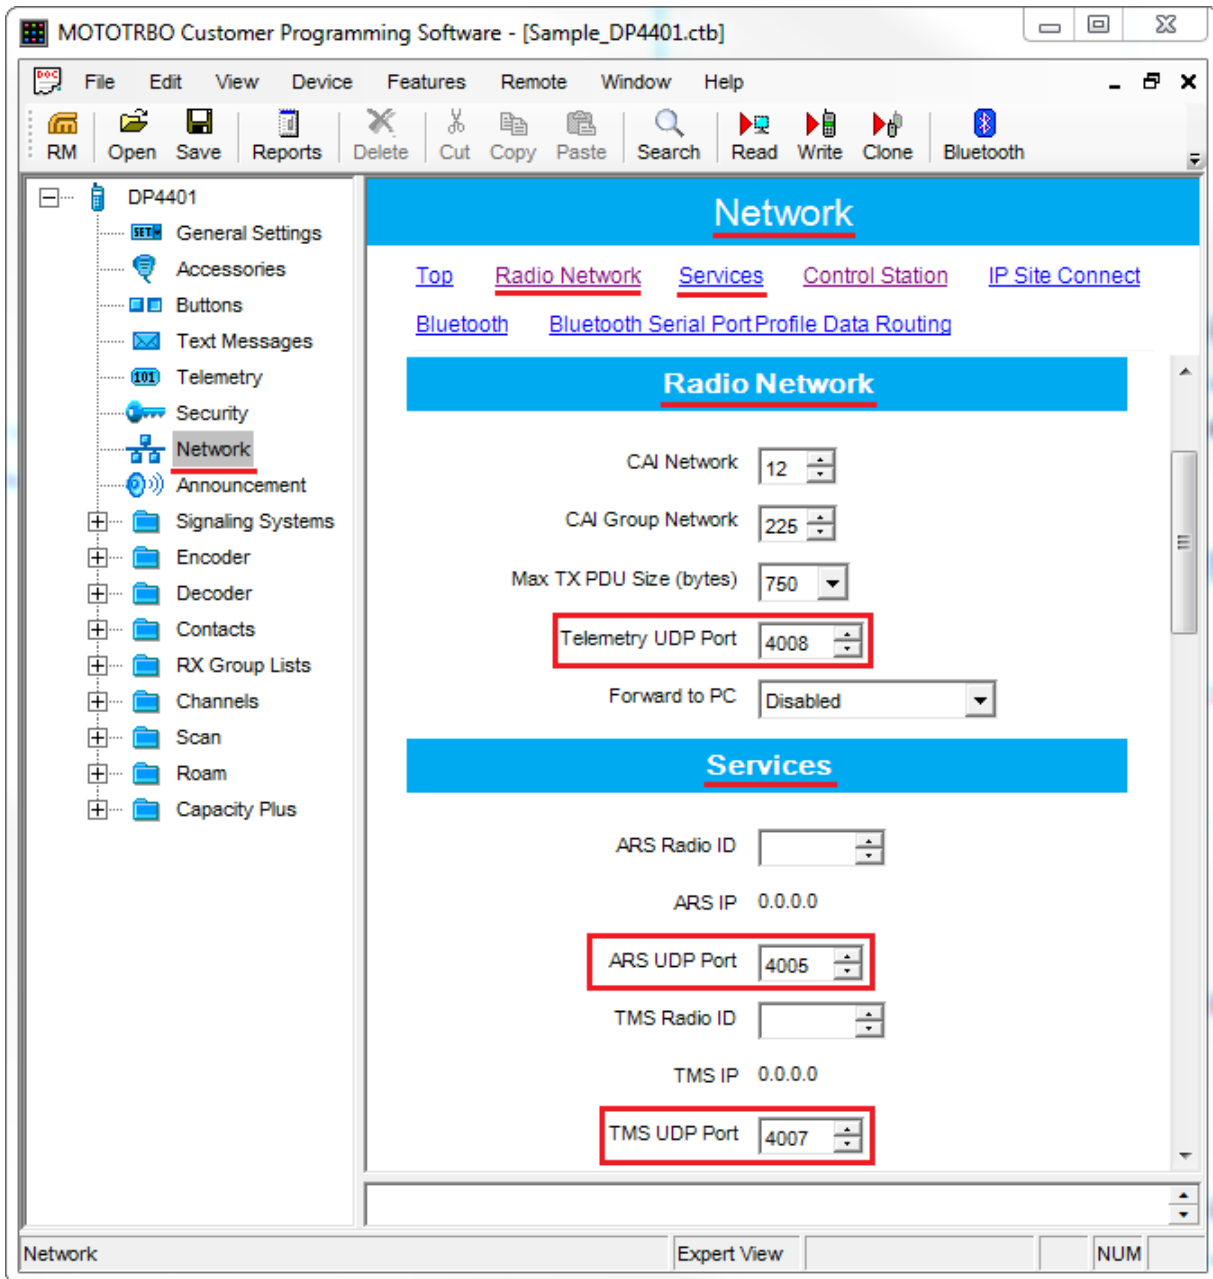 MOTOTRBO Customer Programming Software - [Sample_DP4401.ctb]
DOC File Edit View Device Features Remote Window Help
RM Open Save Reports Delete Cut Copy Paste Search Read Write Clone Bluetooth
DP4401
SET General Settings
Accessories
Buttons
Text Messages
101 Telemetry
Security
Network
Announcement
Signaling Systems
Encoder
Decoder
Contacts
RX Group Lists
Channels
Scan
Roam
Capacity Plus
Network
Top Radio Network Services Control Station IP Site Connect
Bluetooth Bluetooth Serial Port Profile Data Routing
Radio Network
CAI Network 12
CAI Group Network 225
Max TX PDU Size (bytes) 750
Telemetry UDP Port 4008
Forward to PC Disabled
Services
ARS Radio ID
ARS IP 0.0.0.0
ARS UDP Port 4005
TMS Radio ID
TMS IP 0.0.0.0
TMS UDP Port 4007
Network Expert View NUM